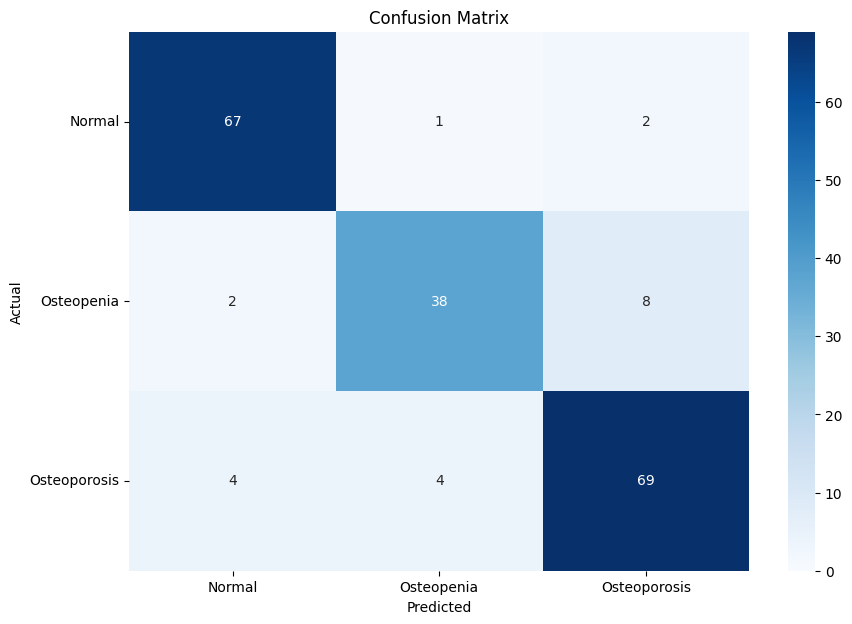 Confusion Matrix
Normal 67 1 2
Osteopenia 2 38 8
Osteoporosis 4 4 69
Actual
Normal Osteopenia Osteoporosis
Predicted
60
50
40
30
20
10
0